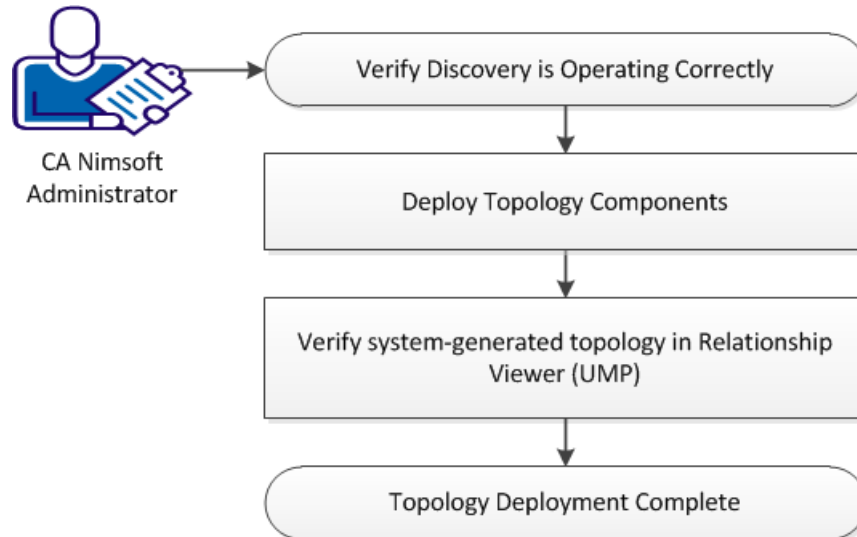 Verify Discovery is Operating Correctly
CA Nimsoft
Administrator
Deploy Topology Components
Verify system-generated topology in Relationship
Viewer (UMP)
Topology Deployment Complete